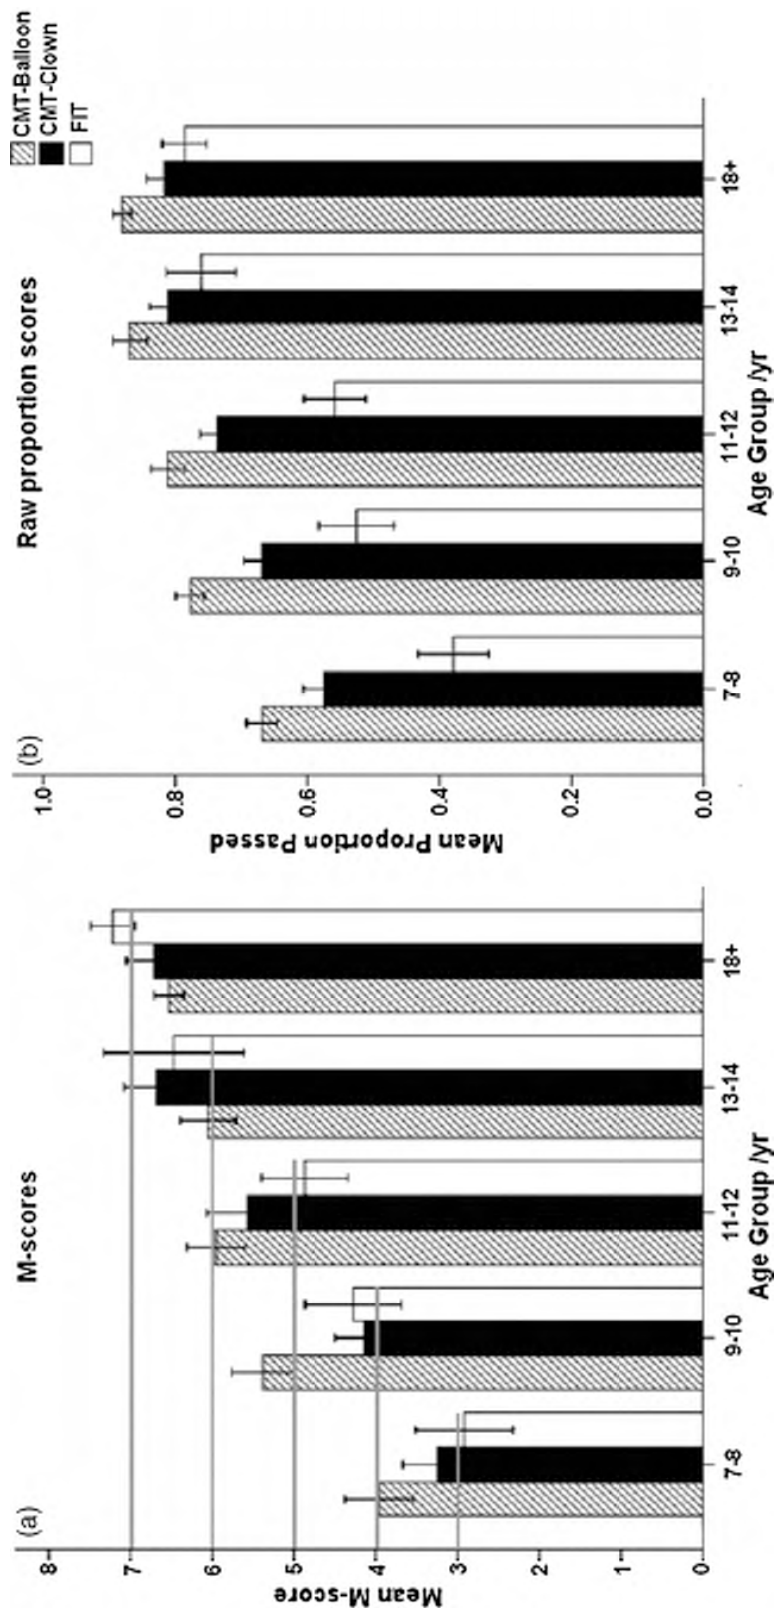 (a)
M-scores
Mean M-score
8
7
6
5
4
3
2
1
0
7-8
9-10
11-12
13-14
18+
Age Group /yr
(b)
Raw proportion scores
CMT-Balloon
CMT-Clown
FIT
Mean Proportion Passed
1.0
0.8
0.6
0.4
0.2
0.0
7-8
9-10
11-12
13-14
18+
Age Group /yr